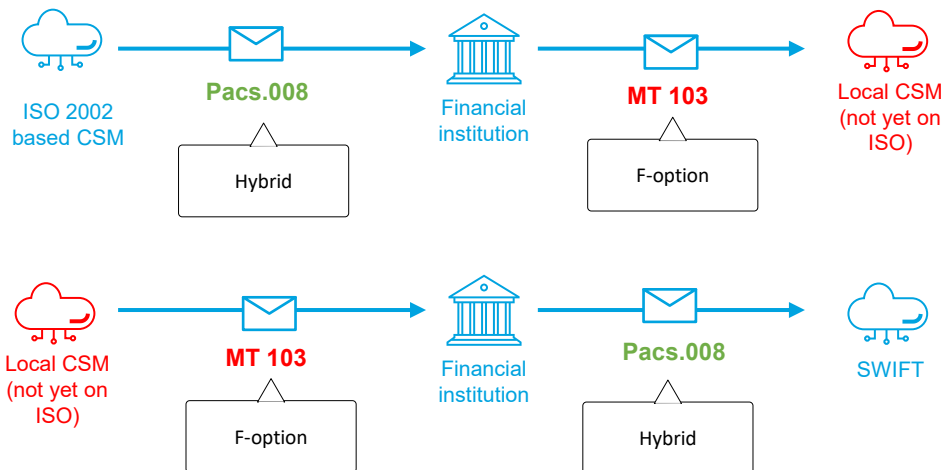 ISO 2002
based CSM
Pacs.008
Hybrid
Financial
institution
MT 103
F-option
Local CSM
(not yet on
ISO)
Local CSM
(not yet on
ISO)
MT 103
F-option
Financial
institution
Pacs.008
Hybrid
SWIFT